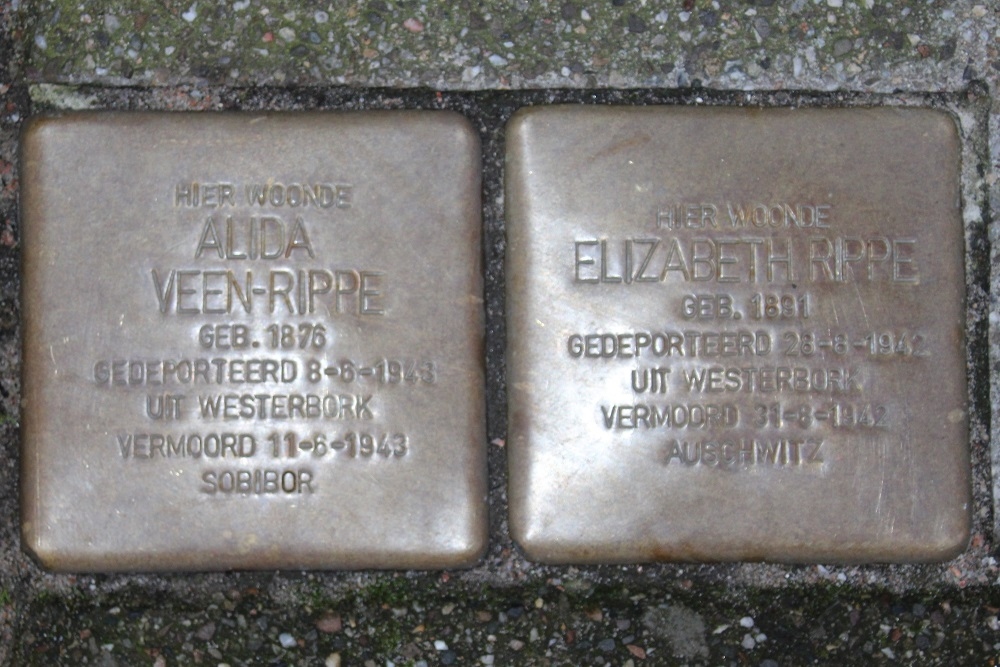 HIER WOONDE
ALIDA
VEEN-RIPPE
GEB. 1876
GEDEPORTEERD 8-6-1943
UIT WESTERBORK
VERMOORD 11-6-1943
SOBIBOR
HIER WOONDE
ELIZABETH RIPPE
GEB. 1891
GEDEPORTEERD 28-8-1942
UIT WESTERBORK
VERMOORD 31-8-1942
AUSCHWITZ